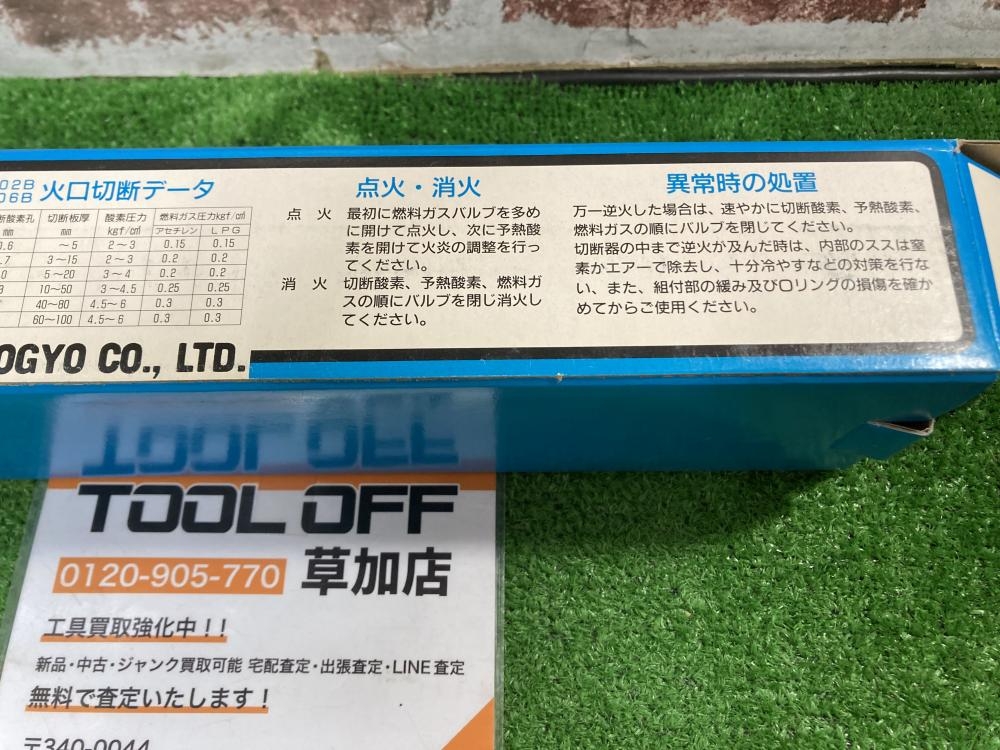 02B
06B 火口切断データ
断酸素孔 切断板厚 酸素圧力 燃料ガス圧力kgf/c㎡
mm mm kgf/c㎡ アセチレン LPG
0.6 ～5 2～3 0.15 0.15
.7 3～15 2～3 0.2 0.2
.0 5～20 3～4 0.2 0.2
3 10～50 3～4.5 0.25 0.25
40～80 4.5～6 0.3 0.3
60～100 4.5～6 0.3 0.3
OGYO CO., LTD.
点火・消火
点 火 最初に燃料ガスバルブを多め
に開けて点火し、次に予熱酸
素を開けて火炎の調整を行っ
てください。
消 火 切断酸素、予熱酸素、燃料ガ
スの順にバルブを閉じ消火し
てください。
異常時の処置
万一逆火した場合は、速やかに切断酸素、予熱酸素、
燃料ガスの順にバルブを閉じてください。
切断器の中まで逆火が及んだ時は、内部のススは窒
素かエアーで除去し、十分冷やすなどの対策を行な
い、また、組付部の緩み及びOリングの損傷を確か
めてからご使用ください。
TOOL OFF
0120-905-770 草加店
工具買取強化中！！
新品・中古・ジャンク買取可能 宅配査定・出張査定・LINE査定
無料で査定いたします！
〒340-0044